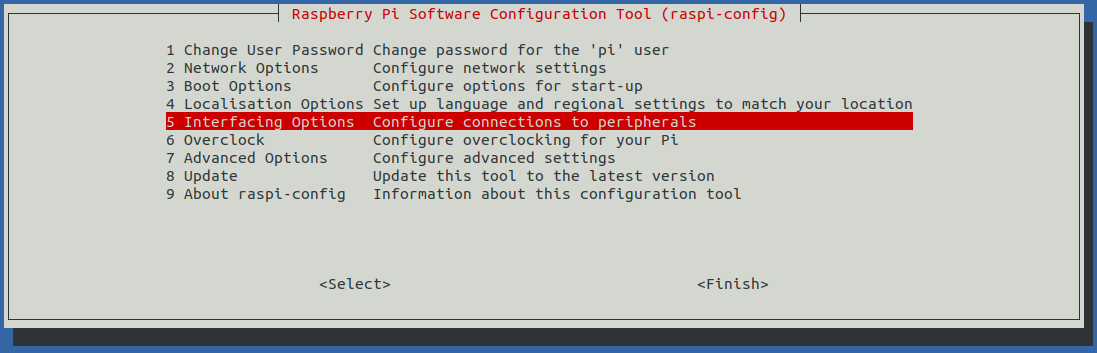 Raspberry Pi Software Configuration Tool (raspi-config)
1 Change User Password Change password for the 'pi' user
2 Network Options Configure network settings
3 Boot Options Configure options for start-up
4 Localisation Options Set up language and regional settings to match your location
5 Interfacing Options Configure connections to peripherals
6 Overclock Configure overclocking for your Pi
7 Advanced Options Configure advanced settings
8 Update Update this tool to the latest version
9 About raspi-config Information about this configuration tool
<Select> <Finish>